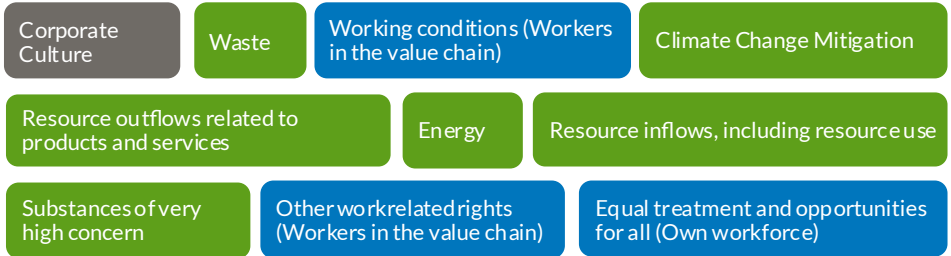 Corporate
Culture
Waste
Working conditions (Workers
in the value chain)
Climate Change Mitigation
Resource outflows related to
products and services
Energy
Resource inflows, including resource use
Substances of very
high concern
Other workrelated rights
(Workers in the value chain)
Equal treatment and opportunities
for all (Own workforce)